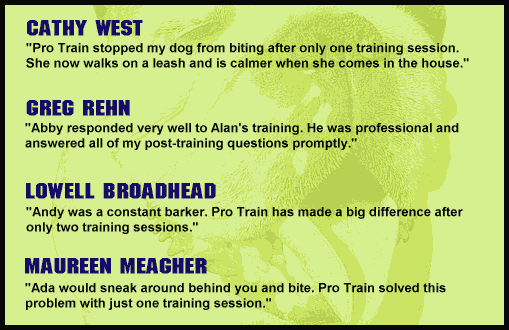 CATHY WEST
"Pro Train stopped my dog from biting after only one training session.
She now walks on a leash and is calmer when she comes in the house."
GREG REHN
"Abby responded very well to Alan's training. He was professional and
answered all of my post-training questions promptly."
LOWELL BROADHEAD
"Andy was a constant barker. Pro Train has made a big difference after
only two training sessions."
MAUREEN MEAGHER
"Ada would sneak around behind you and bite. Pro Train solved this
problem with just one training session."